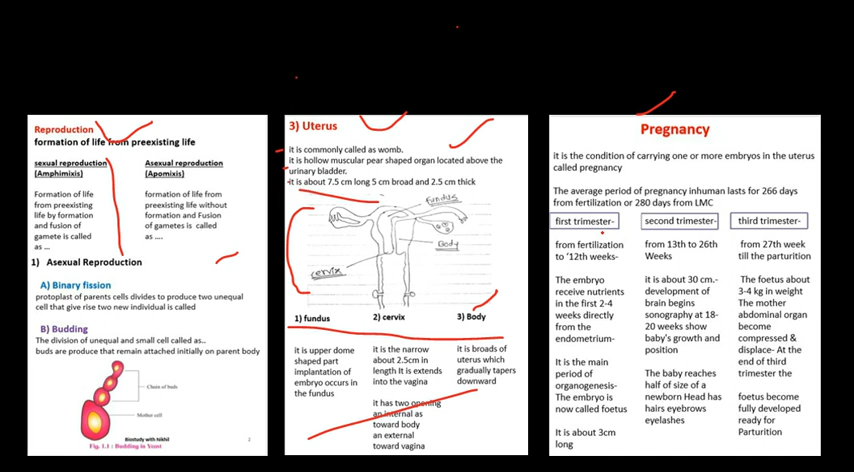 Reproduction
formation of life from preexisting life
sexual reproduction
(Amphimixis)
Formation of life
from preexisting
life by formation
and fusion of
gamete is called
as ...
Asexual reproduction
(Apomixis)
formation of life from
preexisting life without
formation and Fusion
of gametes is called
as ....
1) Asexual Reproduction
A) Binary fission
protoplast of parents cells divides to produce two unequal
cell that give rise two new individual is called
B) Budding
The division of unequal and small cell called as..
buds are produce that remain attached initially on parent body
Chain of buds
Mother cell
Biostudy with Nikhil
2
Fig. 1.1 : Budding in Yeast
3) Uterus
it is commonly called as womb.
it is hollow muscular pear shaped organ located above the
urinary bladder.
it is about 7.5 cm long 5 cm broad and 2.5 cm thick
Fundus
Body
cervix
1) fundus
2) cervix
3) Body
it is upper dome
shaped part
implantation of
embryo occurs in
the fundus
it is the narrow
about 2.5cm in
length It is extends
into the vagina
it has two opening
an internal as
toward body
an external
toward vagina
it is broads of
uterus which
gradually tapers
downward
Pregnancy
it is the condition of carrying one or more embryos in the uterus
called pregnancy
The average period of pregnancy inhuman lasts for 266 days
from fertilization or 280 days from LMC
first trimester-
from fertilization
to '12th weeks-
The embryo
receive nutrients
in the first 2-4
weeks directly
from the
endometrium-
It is the main
period of
organogenesis-
The embryo is
now called foetus
It is about 3cm
long
second trimester-
from 13th to 26th
Weeks
it is about 30 cm.-
development of
brain begins
sonography at 18-
20 weeks show
baby's growth and
position
The baby reaches
half of size of a
newborn Head has
hairs eyebrows
eyelashes
third trimester-
from 27th week
till the parturition
The foetus about
3-4 kg in weight
The mother
abdominal organ
become
compressed &
displace- At the
end of third
trimester the
foetus become
fully developed
ready for
Parturition